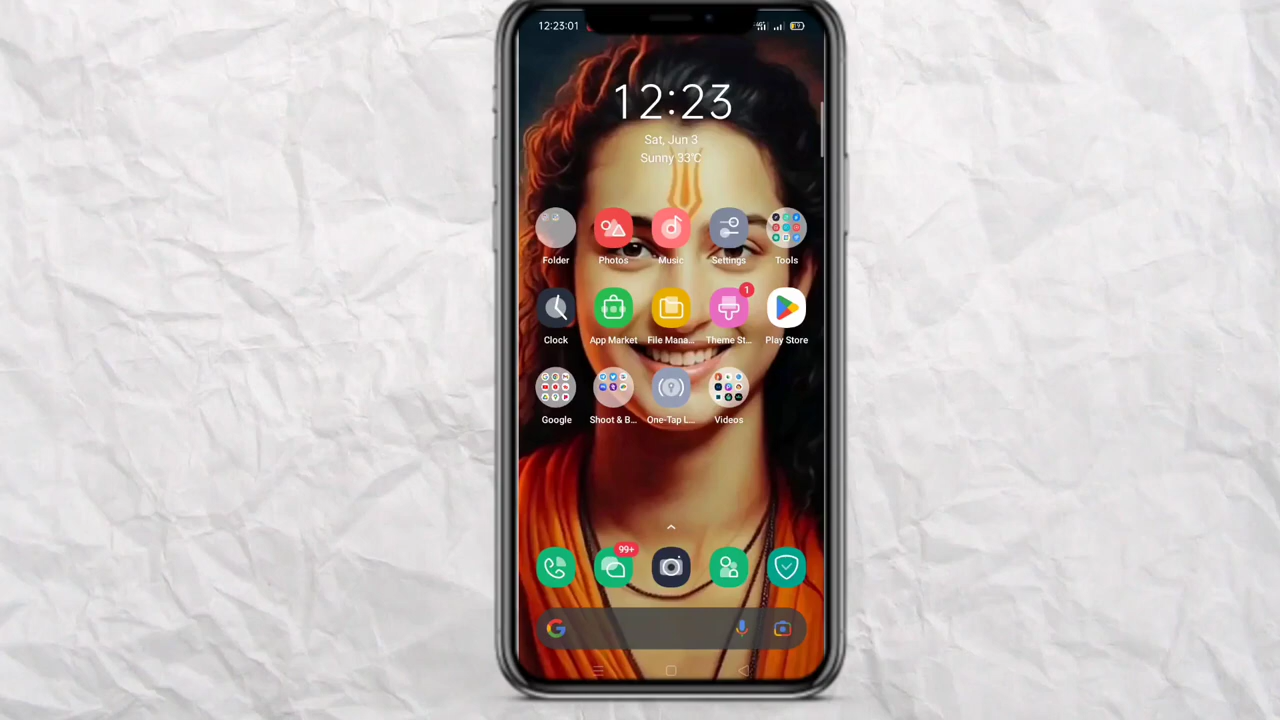 12:23:01
12:23
Sat, Jun 3
Sunny 33°C
Folder Photos Music Settings Tools
1
Clock App Market File Mana... Theme St... Play Store
Google Shoot & B... One-Tap L... Videos
99+